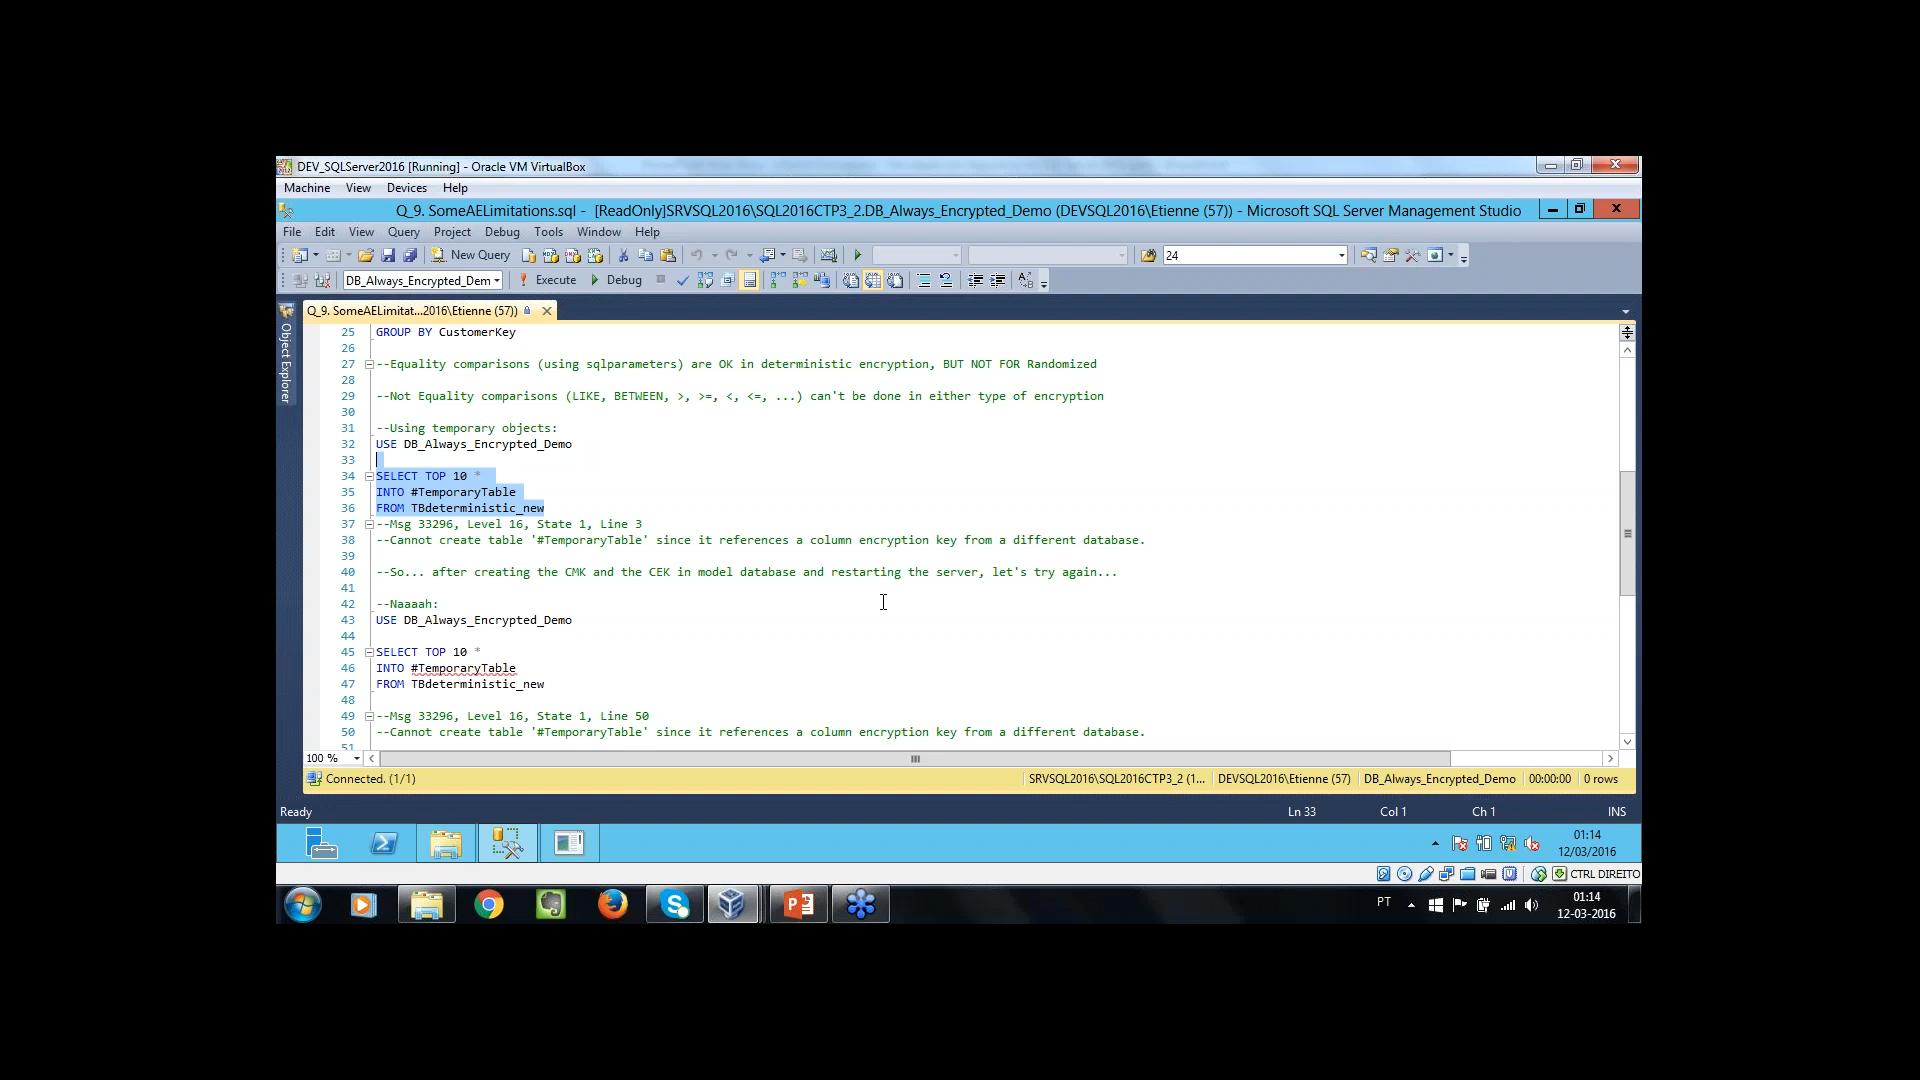 DEV_SQLServer2016 [Running] - Oracle VM VirtualBox
Machine View Devices Help
Q_9. SomeAELimitations.sql - [ReadOnly]SRVSQL2016\SQL2016CTP3_2.DB_Always_Encrypted_Demo (DEVSQL2016\Etienne (57)) - Microsoft SQL Server Management Studio
File Edit View Query Project Debug Tools Window Help
New Query 24
DB_Always_Encrypted_Dem Execute Debug
Q_9. SomeAELimitat...2016\Etienne (57))
Object Explorer
25 GROUP BY CustomerKey
26
27 --Equality comparisons (using sqlparameters) are OK in deterministic encryption, BUT NOT FOR Randomized
28
29 --Not Equality comparisons (LIKE, BETWEEN, >, >=, <, <=, ...) can't be done in either type of encryption
30
31 --Using temporary objects:
32 USE DB_Always_Encrypted_Demo
33
34 SELECT TOP 10 *
35 INTO #TemporaryTable
36 FROM TBdeterministic_new
37 --Msg 33296, Level 16, State 1, Line 3
38 --Cannot create table '#TemporaryTable' since it references a column encryption key from a different database.
39
40 --So... after creating the CMK and the CEK in model database and restarting the server, let's try again...
41
42 --Naaaah:
43 USE DB_Always_Encrypted_Demo
44
45 SELECT TOP 10 *
46 INTO #TemporaryTable
47 FROM TBdeterministic_new
48
49 --Msg 33296, Level 16, State 1, Line 50
50 --Cannot create table '#TemporaryTable' since it references a column encryption key from a different database.
51
100 %
Connected. (1/1) SRVSQL2016\SQL2016CTP3_2 (1... DEVSQL2016\Etienne (57) DB_Always_Encrypted_Demo 00:00:00 0 rows
Ready Ln 33 Col 1 Ch 1 INS
01:14
12/03/2016
CTRL DIREITO
PT 01:14
12-03-2016